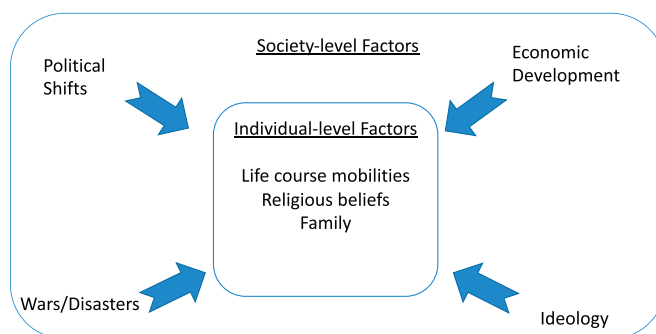 Society-level Factors
Political
Shifts
Economic
Development
Individual-level Factors
Life course mobilities
Religious beliefs
Family
Wars/Disasters
Ideology